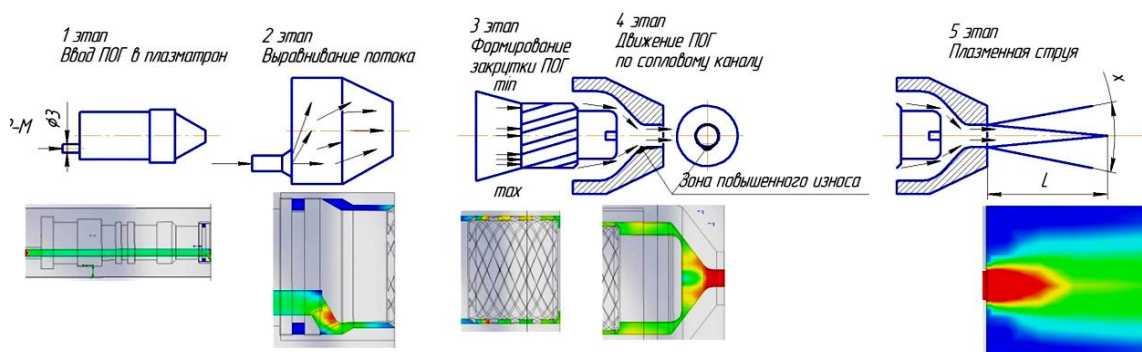 1 этап
Ввод ПОГ в плазматрон
2 этап
Выравнивание потока
3 этап
Формирование
закрутки ПОГ
min
max
4 этап
Движение ПОГ
по сопловому каналу
Зона повышенного износа
5 этап
Плазменная струя
Р-М
ø3
X
L